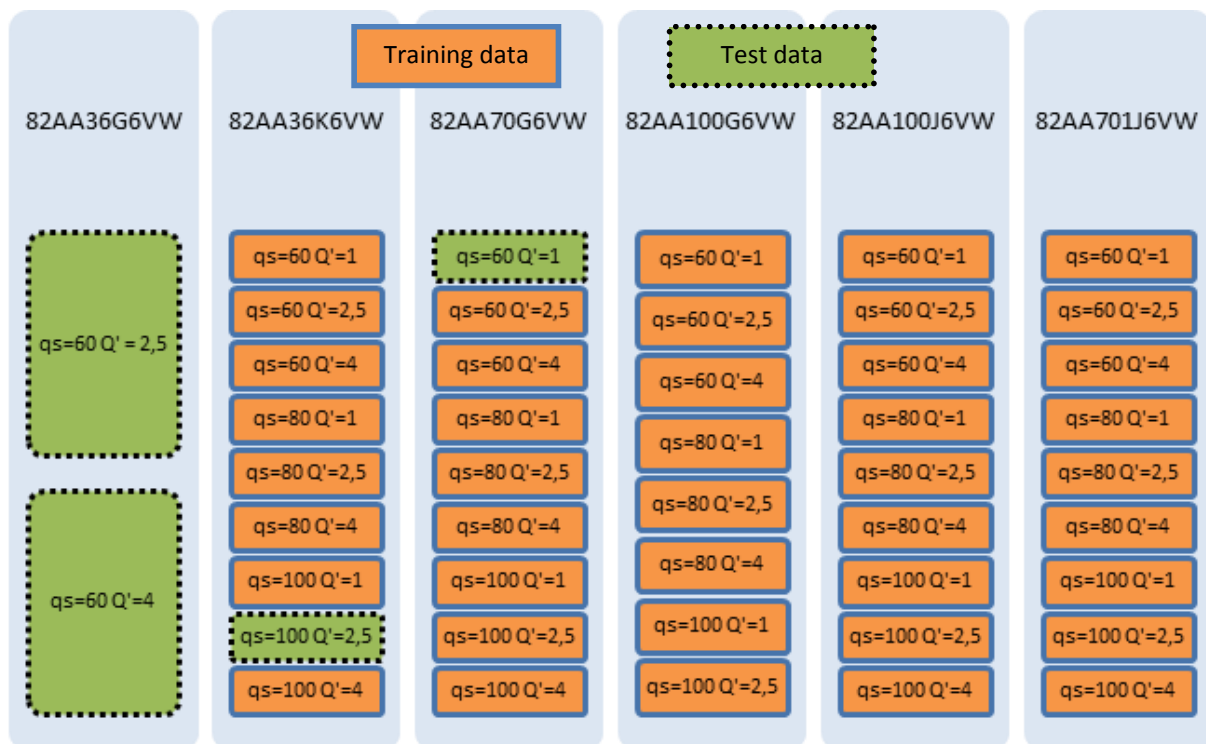 Training data
Test data
82AA36G6VW
82AA36K6VW
82AA70G6VW
82AA100G6VW
82AA100J6VW
82AA701J6VW
qs=60 Q' = 2,5
qs=60 Q'=4
qs=60 Q'=1
qs=60 Q'=2,5
qs=60 Q'=4
qs=80 Q'=1
qs=80 Q'=2,5
qs=80 Q'=4
qs=100 Q'=1
qs=100 Q'=2,5
qs=100 Q'=4
qs=60 Q'=1
qs=60 Q'=2,5
qs=60 Q'=4
qs=80 Q'=1
qs=80 Q'=2,5
qs=80 Q'=4
qs=100 Q'=1
qs=100 Q'=2,5
qs=100 Q'=4
qs=60 Q'=1
qs=60 Q'=2,5
qs=60 Q'=4
qs=80 Q'=1
qs=80 Q'=2,5
qs=80 Q'=4
qs=100 Q'=1
qs=100 Q'=2,5
qs=60 Q'=1
qs=60 Q'=2,5
qs=60 Q'=4
qs=80 Q'=1
qs=80 Q'=2,5
qs=80 Q'=4
qs=100 Q'=1
qs=100 Q'=2,5
qs=100 Q'=4
qs=60 Q'=1
qs=60 Q'=2,5
qs=60 Q'=4
qs=80 Q'=1
qs=80 Q'=2,5
qs=80 Q'=4
qs=100 Q'=1
qs=100 Q'=2,5
qs=100 Q'=4